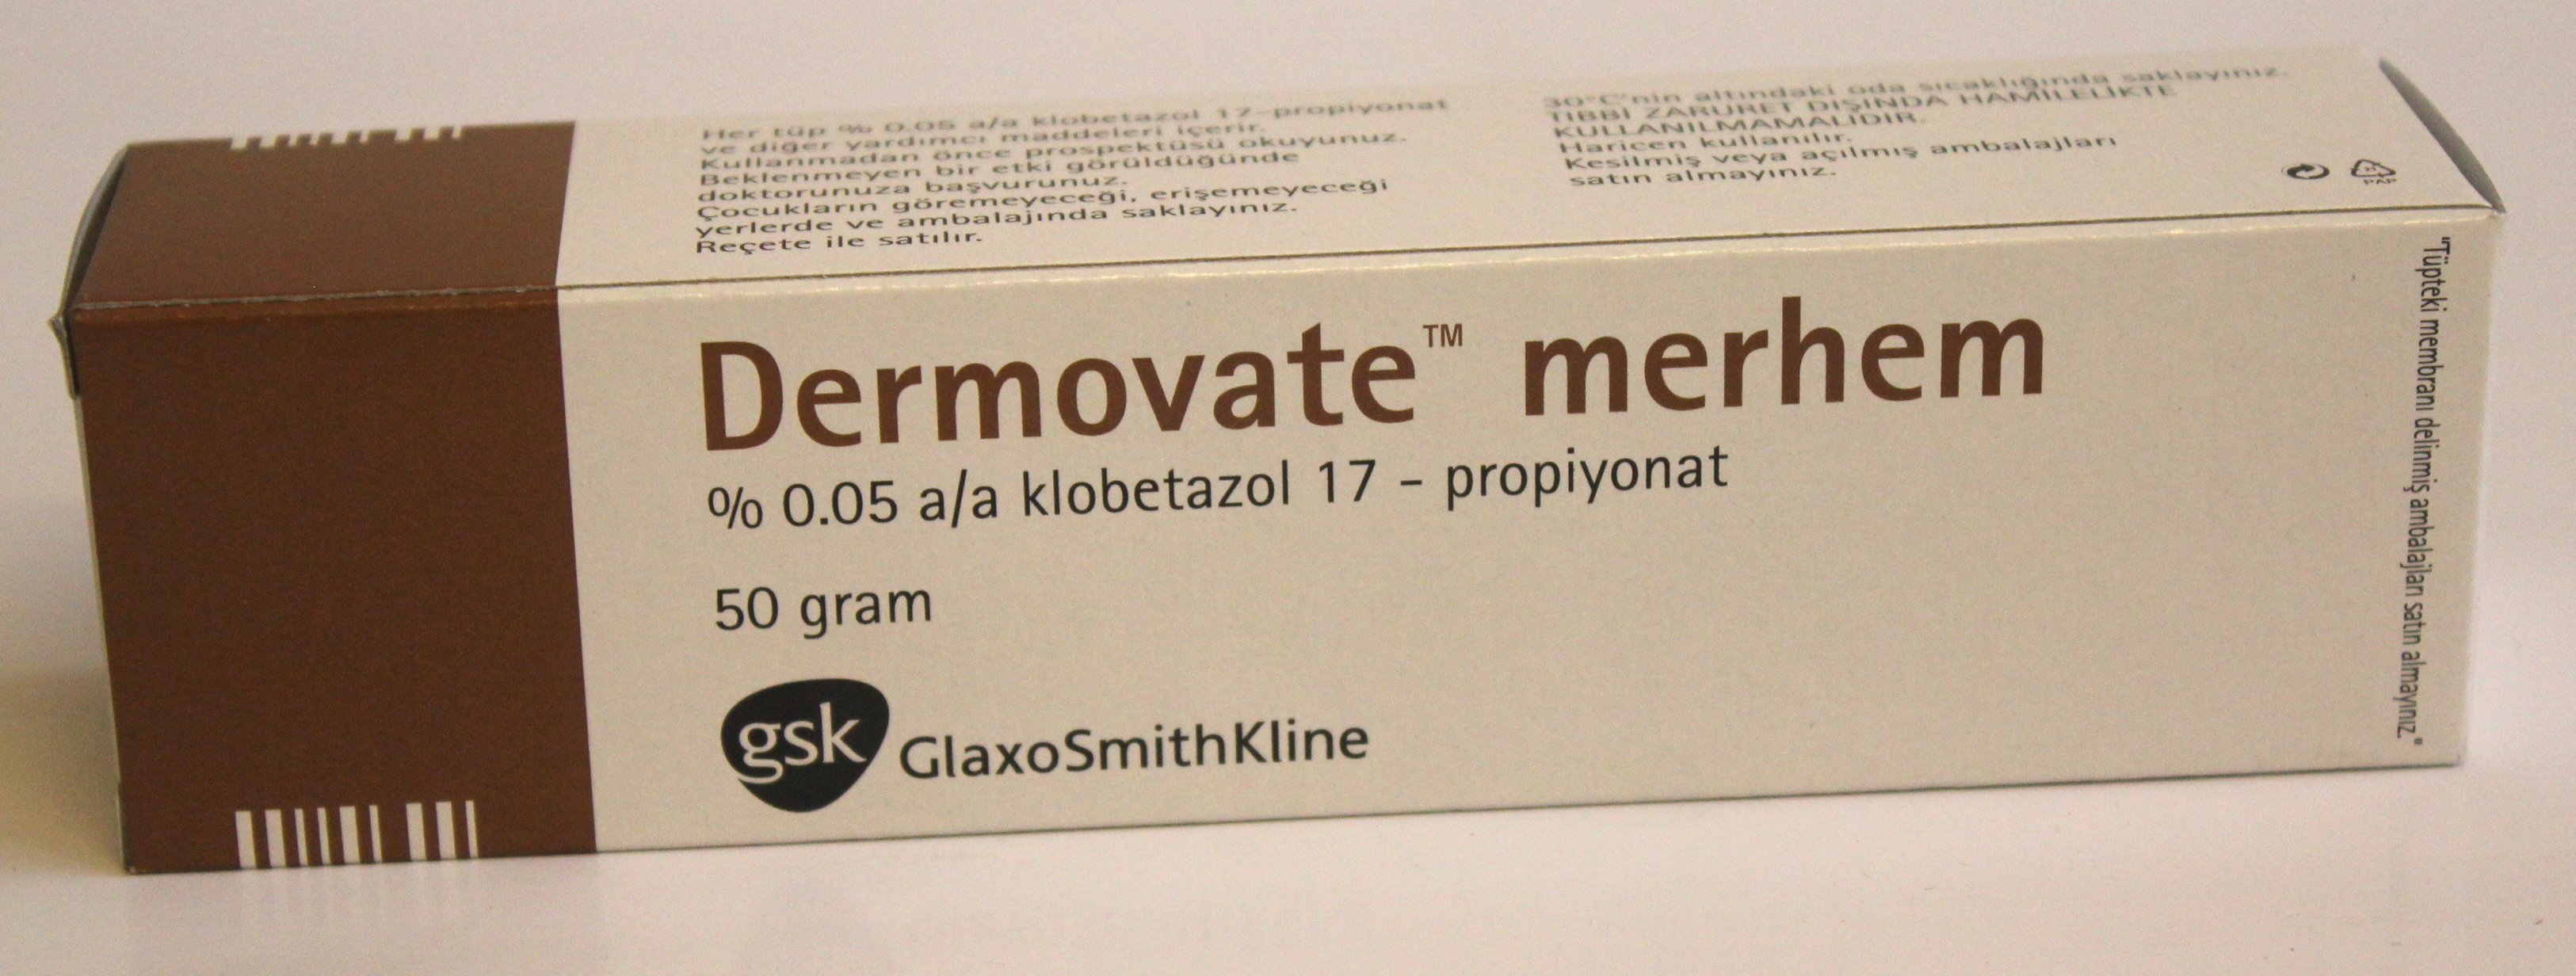 Her tüp % 0.05 a/a klobetazol 17-propiyonat
ve diğer yardımcı maddeleri içerir.
Kullanmadan önce prospektüsü okuyunuz.
Beklenmeyen bir etki görüldüğünde
doktorunuza başvurunuz.
Çocukların göremeyeceği, erişemeyeceği
yerlerde ve ambalajında saklayınız.
Reçete ile satılır.
30°C'nin altındaki oda sıcaklığında saklayınız.
TIBBİ ZARURET DIŞINDA HAMİLELİKTE
KULLANILMAMALIDIR.
Haricen kullanılır.
Kesilmiş veya açılmış ambalajları
satın almayınız.
PAP
Dermovate™ merhem
% 0.05 a/a klobetazol 17 - propiyonat
50 gram
gsk GlaxoSmithKline
"Tüpteki membranı delinmiş ambalajları satın almayınız."